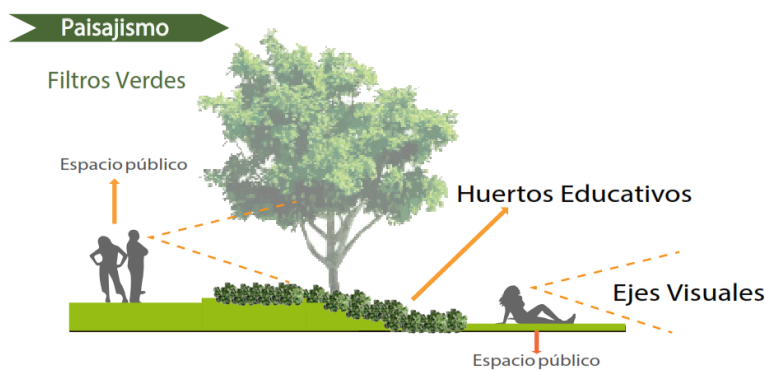 Paisajismo
Filtros Verdes
Espacio público
Huertos Educativos
Ejes Visuales
Espacio público